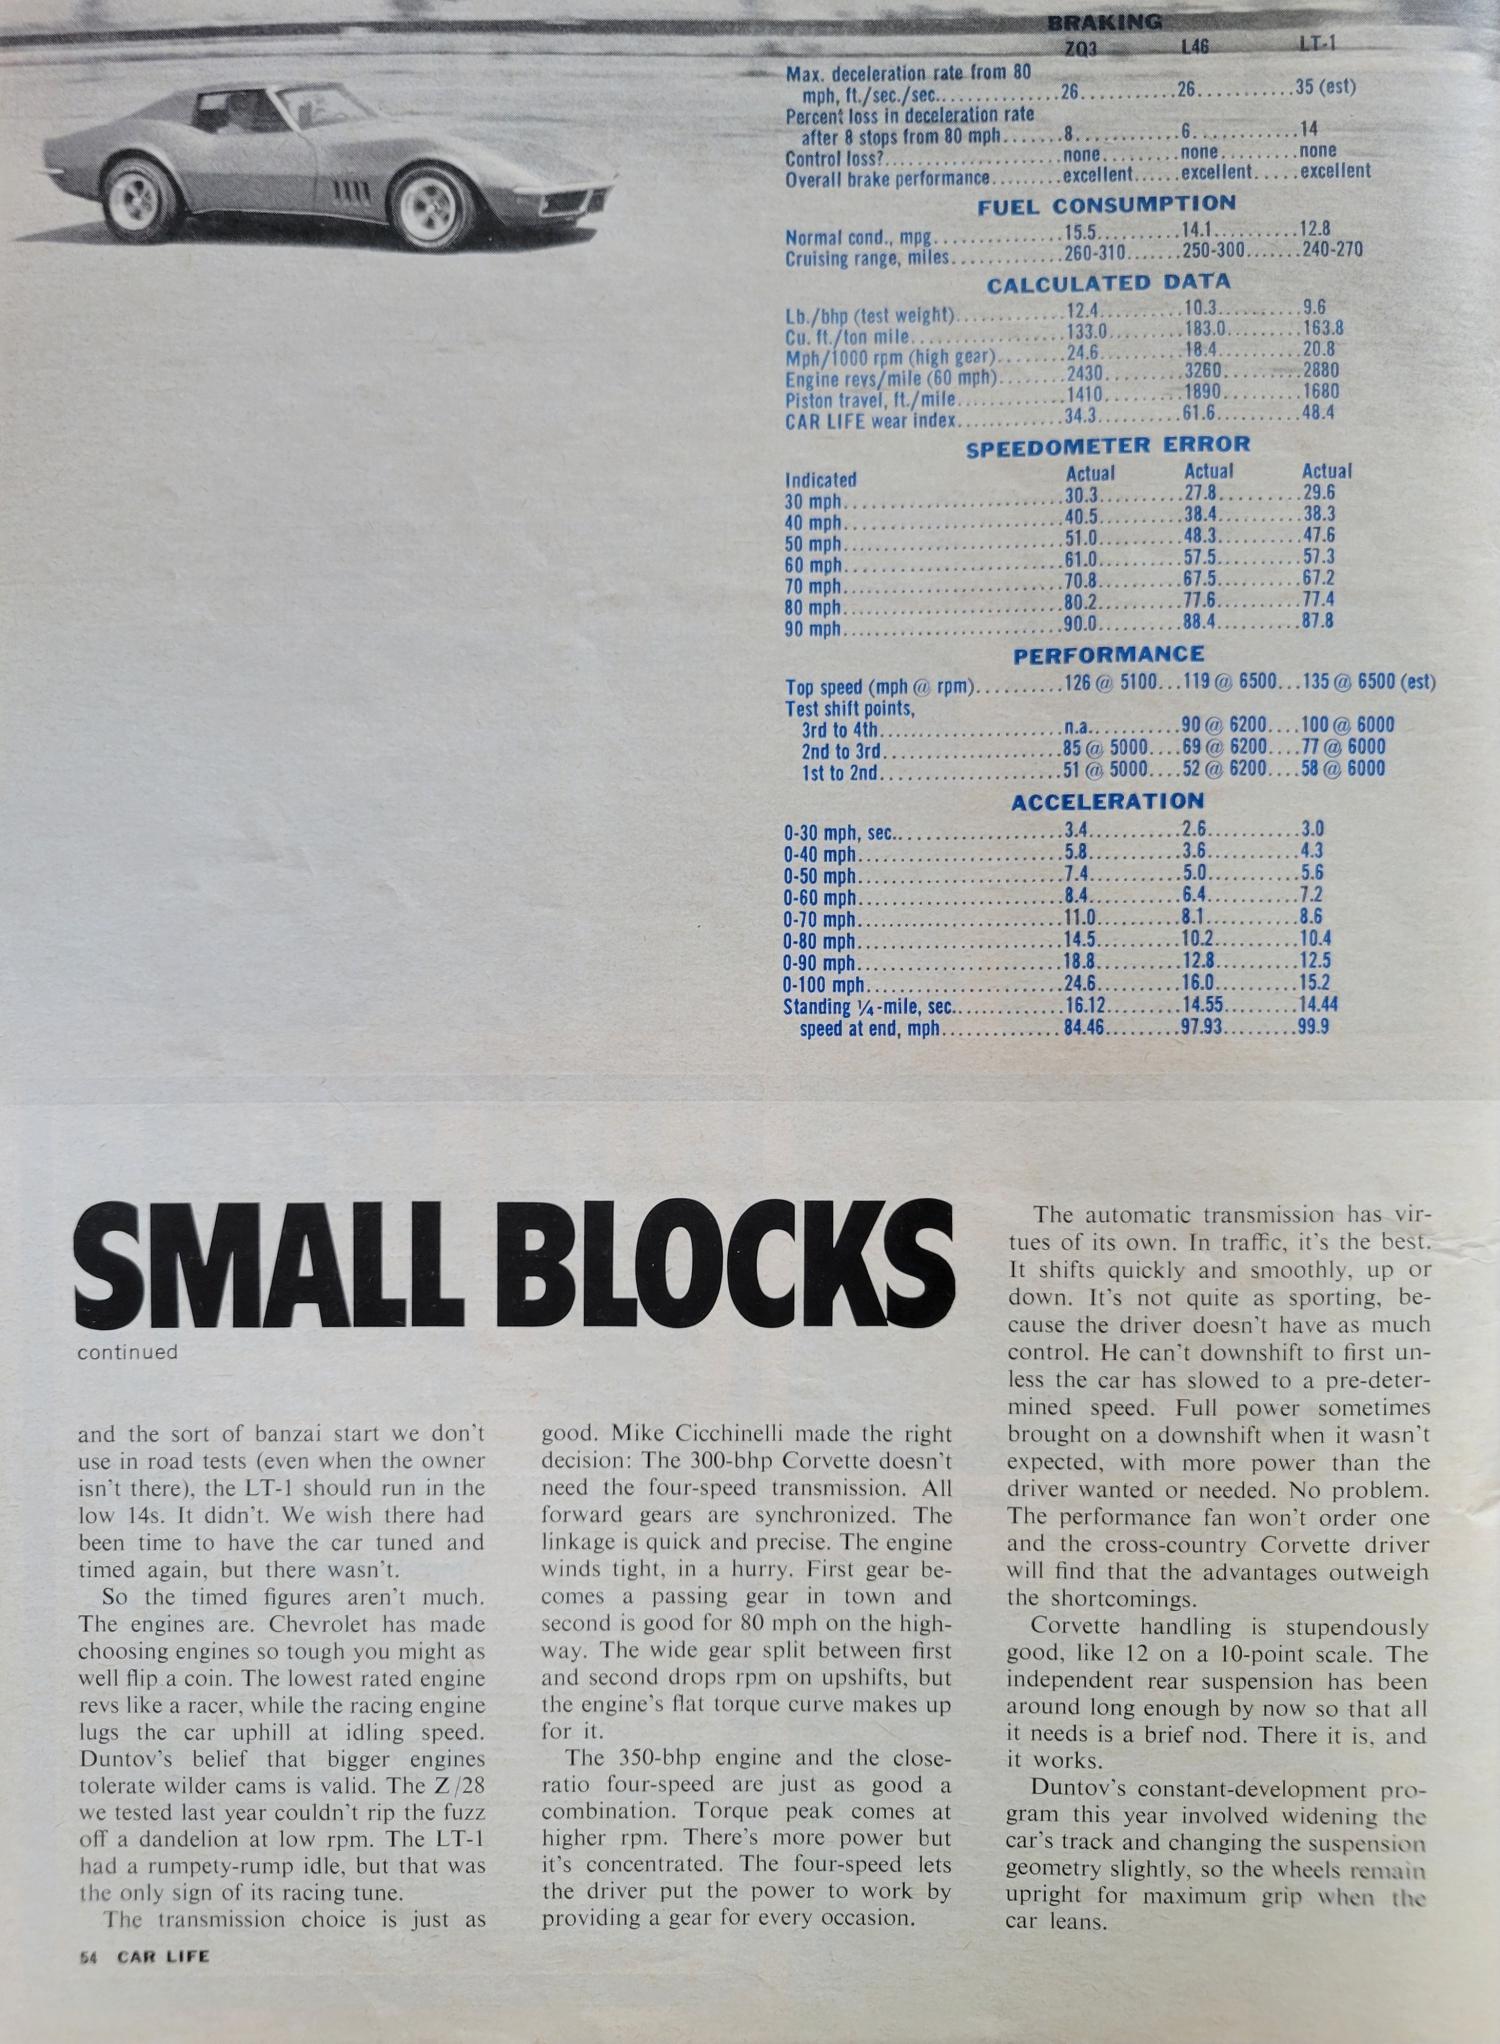 BRAKING
ZQ3 L46 LT-1
Max. deceleration rate from 80
mph, ft./sec./sec..............26...........26...........35 (est)
Percent loss in deceleration rate
after 8 stops from 80 mph.......8............6............14
Control loss?....................none........none........none
Overall brake performance.........excellent......excellent.....excellent
FUEL CONSUMPTION
Normal cond., mpg..............15.5..........14.1..........12.8
Cruising range, miles............260-310.......250-300.......240-270
CALCULATED DATA
Lb./bhp (test weight)............12.4..........10.3..........9.6
Cu. ft./ton mile................133.0.........183.0.........163.8
Mph/1000 rpm (high gear)........24.6..........18.4..........20.8
Engine revs/mile (60 mph)........2430..........3260..........2880
Piston travel, ft./mile............1410..........1890..........1680
CAR LIFE wear index.............34.3..........61.6..........48.4
SPEEDOMETER ERROR
Indicated Actual Actual Actual
30 mph.........................30.3..........27.8..........29.6
40 mph.........................40.5..........38.4..........38.3
50 mph.........................51.0..........48.3..........47.6
60 mph.........................61.0..........57.5..........57.3
70 mph.........................70.8..........67.5..........67.2
80 mph.........................80.2..........77.6..........77.4
90 mph.........................90.0..........88.4..........87.8
PERFORMANCE
Top speed (mph @ rpm)..........126 @ 5100...119 @ 6500...135 @ 6500 (est)
Test shift points,
3rd to 4th.....................n.a...........90 @ 6200....100 @ 6000
2nd to 3rd.....................85 @ 5000....69 @ 6200....77 @ 6000
1st to 2nd.....................51 @ 5000....52 @ 6200....58 @ 6000
ACCELERATION
0-30 mph, sec...................3.4...........2.6...........3.0
0-40 mph.......................5.8...........3.6...........4.3
0-50 mph.......................7.4...........5.0...........5.6
0-60 mph.......................8.4...........6.4...........7.2
0-70 mph.......................11.0..........8.1...........8.6
0-80 mph.......................14.5..........10.2..........10.4
0-90 mph.......................18.8..........12.8..........12.5
0-100 mph......................24.6..........16.0..........15.2
Standing ¼-mile, sec.............16.12.........14.55.........14.44
speed at end, mph..............84.46.........97.93.........99.9
SMALL BLOCKS
continued
and the sort of banzai start we don't
use in road tests (even when the owner
isn't there), the LT-1 should run in the
low 14s. It didn't. We wish there had
been time to have the car tuned and
timed again, but there wasn't.
So the timed figures aren't much.
The engines are. Chevrolet has made
choosing engines so tough you might as
well flip a coin. The lowest rated engine
revs like a racer, while the racing engine
lugs the car uphill at idling speed.
Duntov's belief that bigger engines
tolerate wilder cams is valid. The Z/28
we tested last year couldn't rip the fuzz
off a dandelion at low rpm. The LT-1
had a rumpety-rump idle, but that was
the only sign of its racing tune.
The transmission choice is just as
good. Mike Cicchinelli made the right
decision: The 300-bhp Corvette doesn't
need the four-speed transmission. All
forward gears are synchronized. The
linkage is quick and precise. The engine
winds tight, in a hurry. First gear be-
comes a passing gear in town and
second is good for 80 mph on the high-
way. The wide gear split between first
and second drops rpm on upshifts, but
the engine's flat torque curve makes up
for it.
The 350-bhp engine and the close-
ratio four-speed are just as good a
combination. Torque peak comes at
higher rpm. There's more power but
it's concentrated. The four-speed lets
the driver put the power to work by
providing a gear for every occasion.
The automatic transmission has vir-
tues of its own. In traffic, it's the best.
It shifts quickly and smoothly, up or
down. It's not quite as sporting, be-
cause the driver doesn't have as much
control. He can't downshift to first un-
less the car has slowed to a pre-deter-
mined speed. Full power sometimes
brought on a downshift when it wasn't
expected, with more power than the
driver wanted or needed. No problem.
The performance fan won't order one
and the cross-country Corvette driver
will find that the advantages outweigh
the shortcomings.
Corvette handling is stupendously
good, like 12 on a 10-point scale. The
independent rear suspension has been
around long enough by now so that all
it needs is a brief nod. There it is, and
it works.
Duntov's constant-development pro-
gram this year involved widening the
car's track and changing the suspension
geometry slightly, so the wheels remain
upright for maximum grip when the
car leans.
54 CAR LIFE